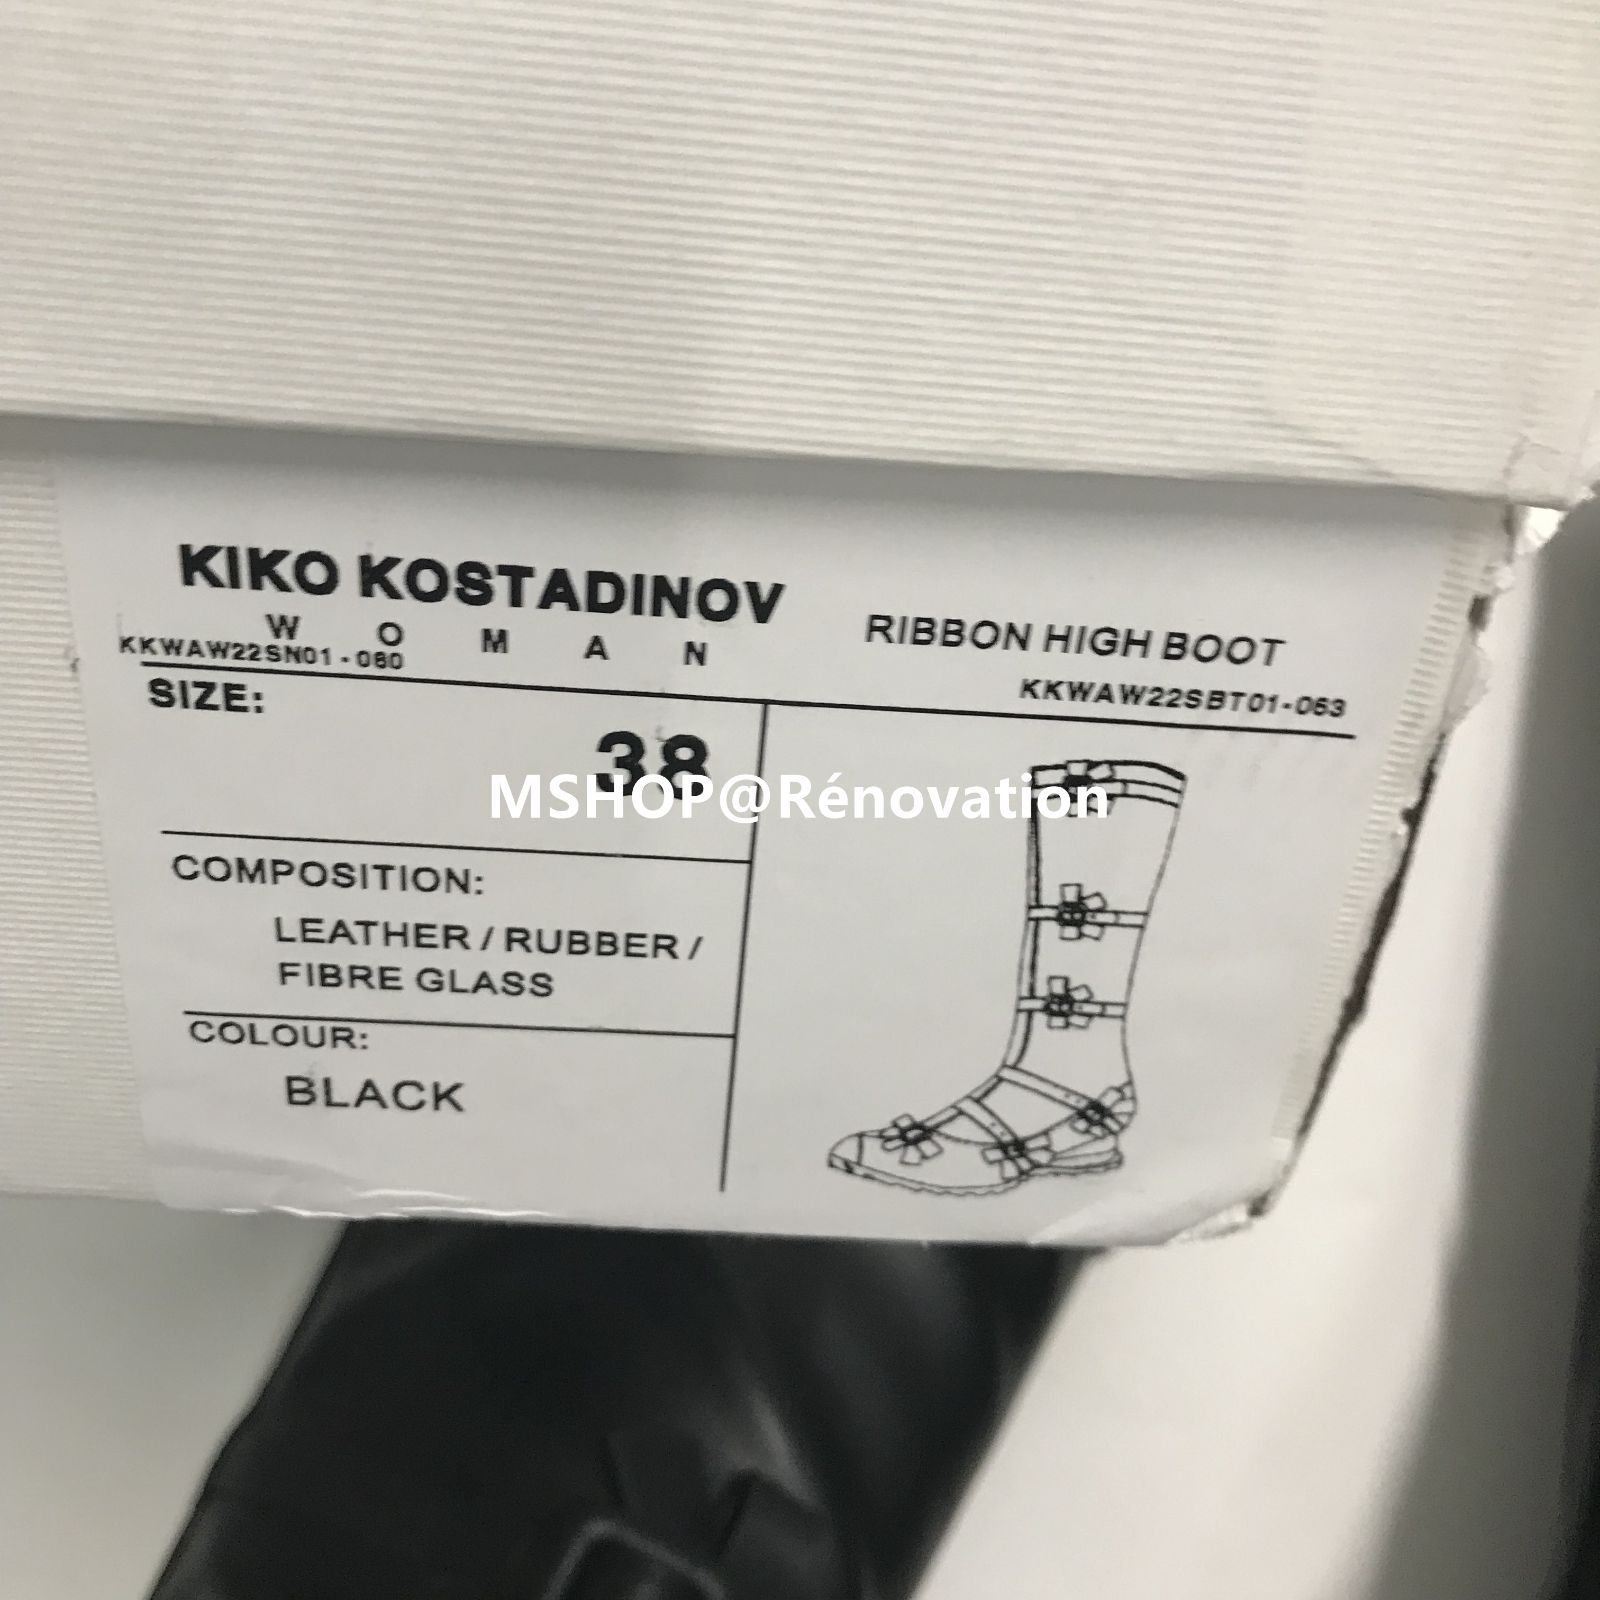 KIKO KOSTADINOV
W O M A N
KKWAW22SN01-060
RIBBON HIGH BOOT
KKWAW22SBT01-063
SIZE:
38
MSHOP@Rénovation
COMPOSITION:
LEATHER / RUBBER /
FIBRE GLASS
COLOUR:
BLACK